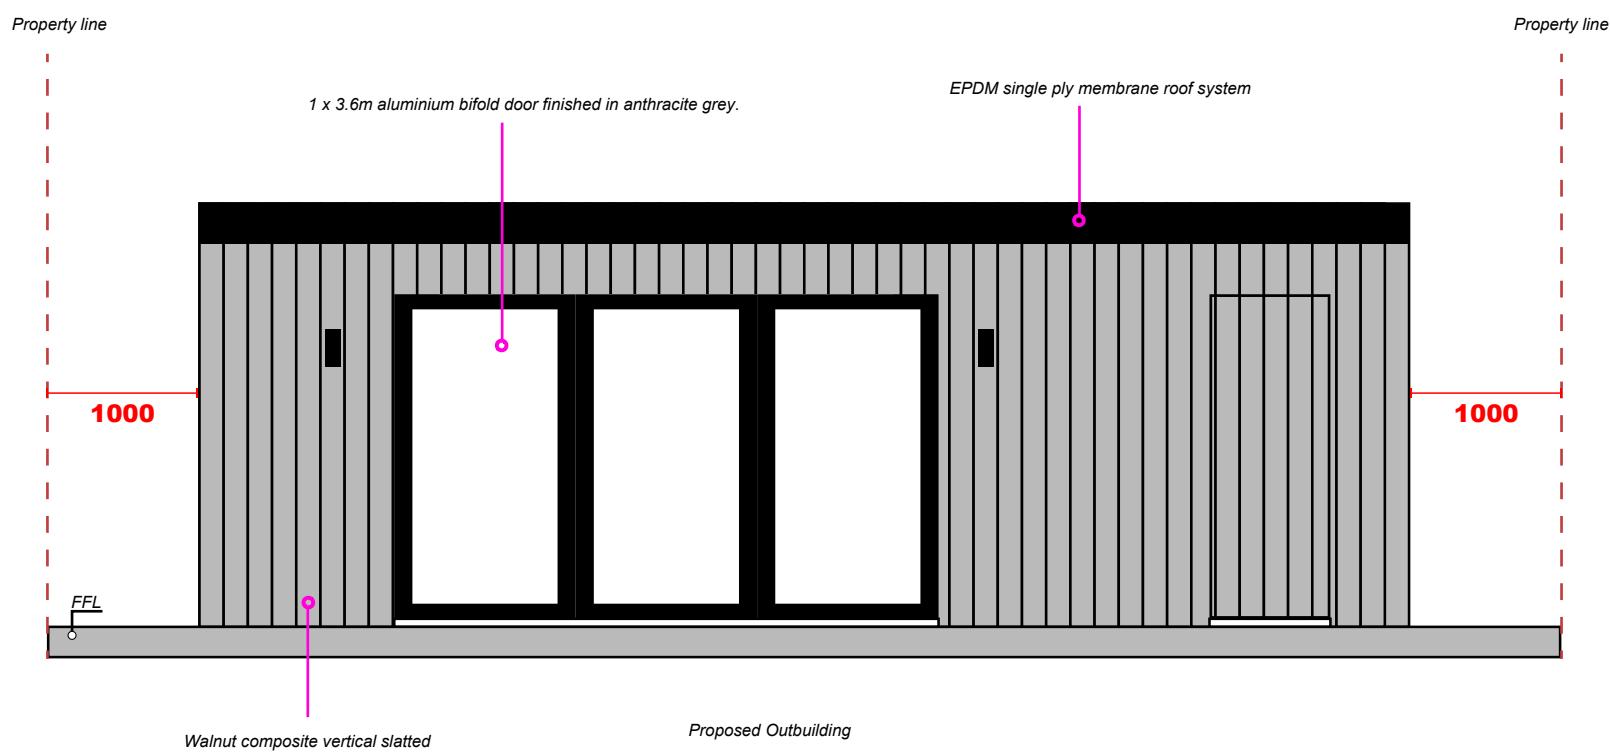 Property line
Property line
EPDM single ply membrane roof system
1 x 3.6m aluminium bifold door finished in anthracite grey.
1000
1000
FFL
Proposed Outbuilding
Walnut composite vertical slatted